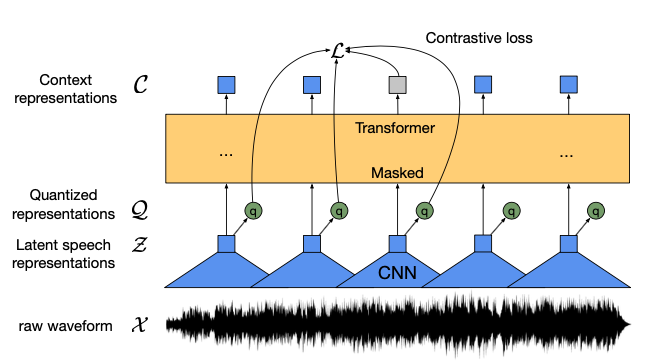 Contrastive loss
ℒ
Context
representations
𝒞
Transformer
... ...
Masked
Quantized
representations
𝒬
q q q q q
Latent speech
representations
𝒵
CNN
raw waveform
𝒳